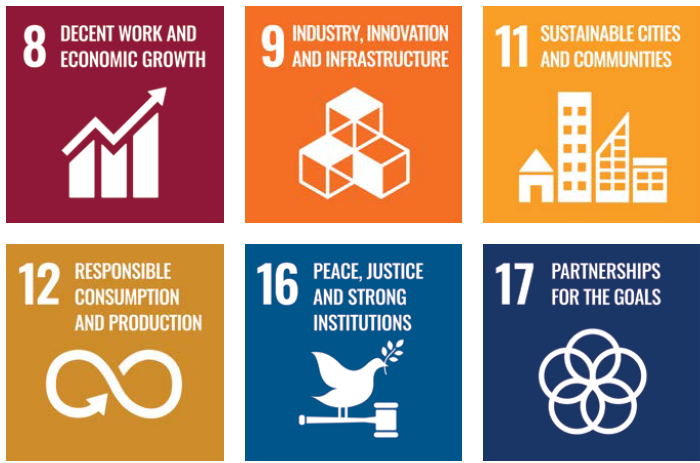 8 DECENT WORK AND
ECONOMIC GROWTH
9 INDUSTRY, INNOVATION
AND INFRASTRUCTURE
11 SUSTAINABLE CITIES
AND COMMUNITIES
12 RESPONSIBLE
CONSUMPTION
AND PRODUCTION
16 PEACE, JUSTICE
AND STRONG
INSTITUTIONS
17 PARTNERSHIPS
FOR THE GOALS